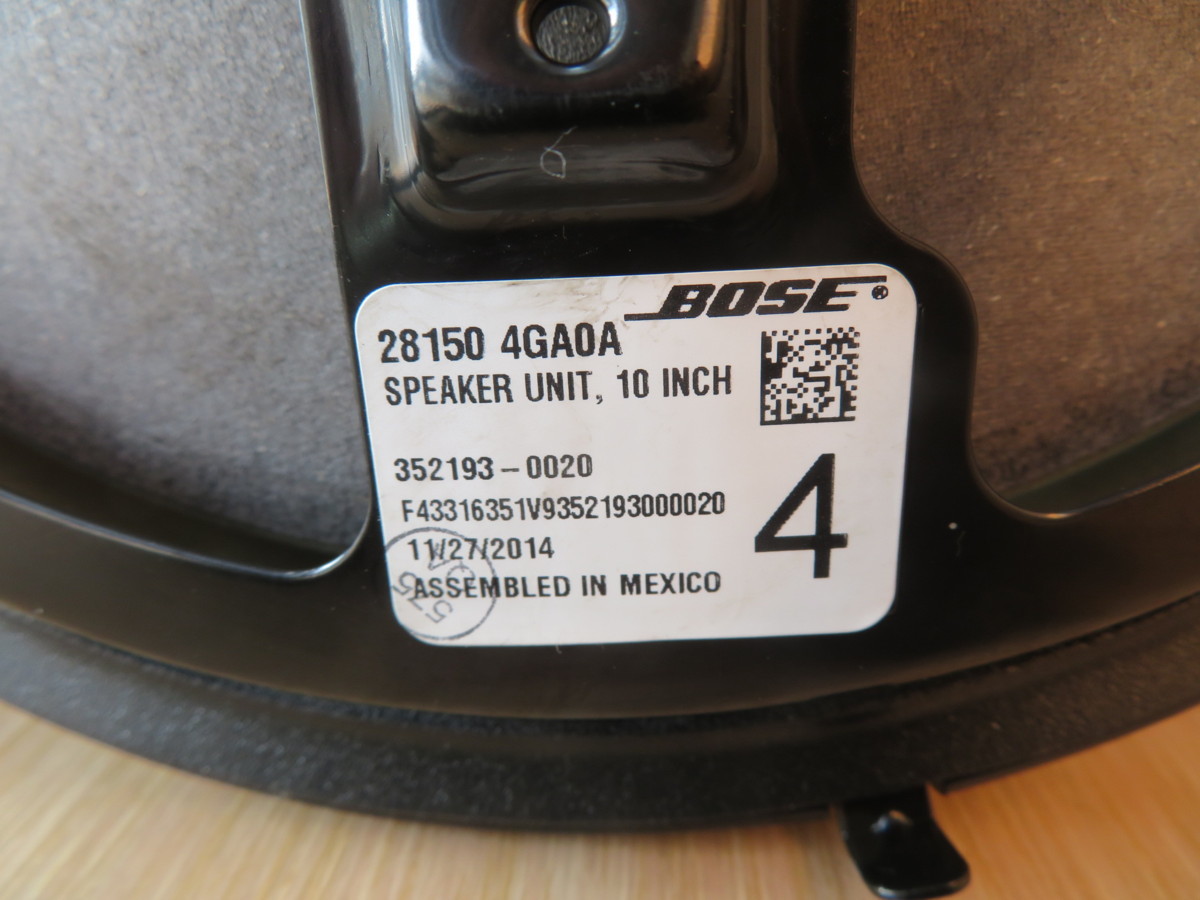 BOSE®
28150 4GA0A
SPEAKER UNIT, 10 INCH
352193-0020
F43316351V9352193000020
4
11/27/2014
ASSEMBLED IN MEXICO